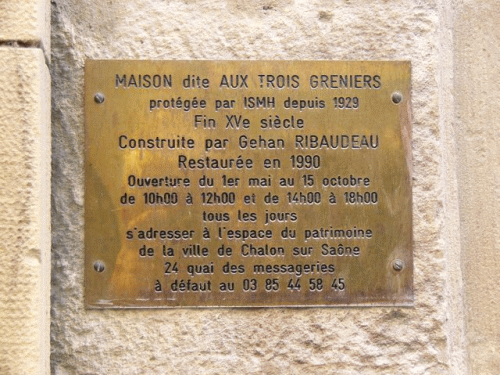 MAISON dite AUX TROIS GRENIERS
protégée par ISMH depuis 1929
Fin XVe siècle
Construite par Gehan RIBAUDEAU
Restaurée en 1990
Ouverture du 1er mai au 15 octobre
de 10h00 à 12h00 et de 14h00 à 18h00
tous les jours
s'adresser à l'espace du patrimoine
de la ville de Chalon sur Saône
24 quai des messageries
à défaut au 03 85 44 58 45